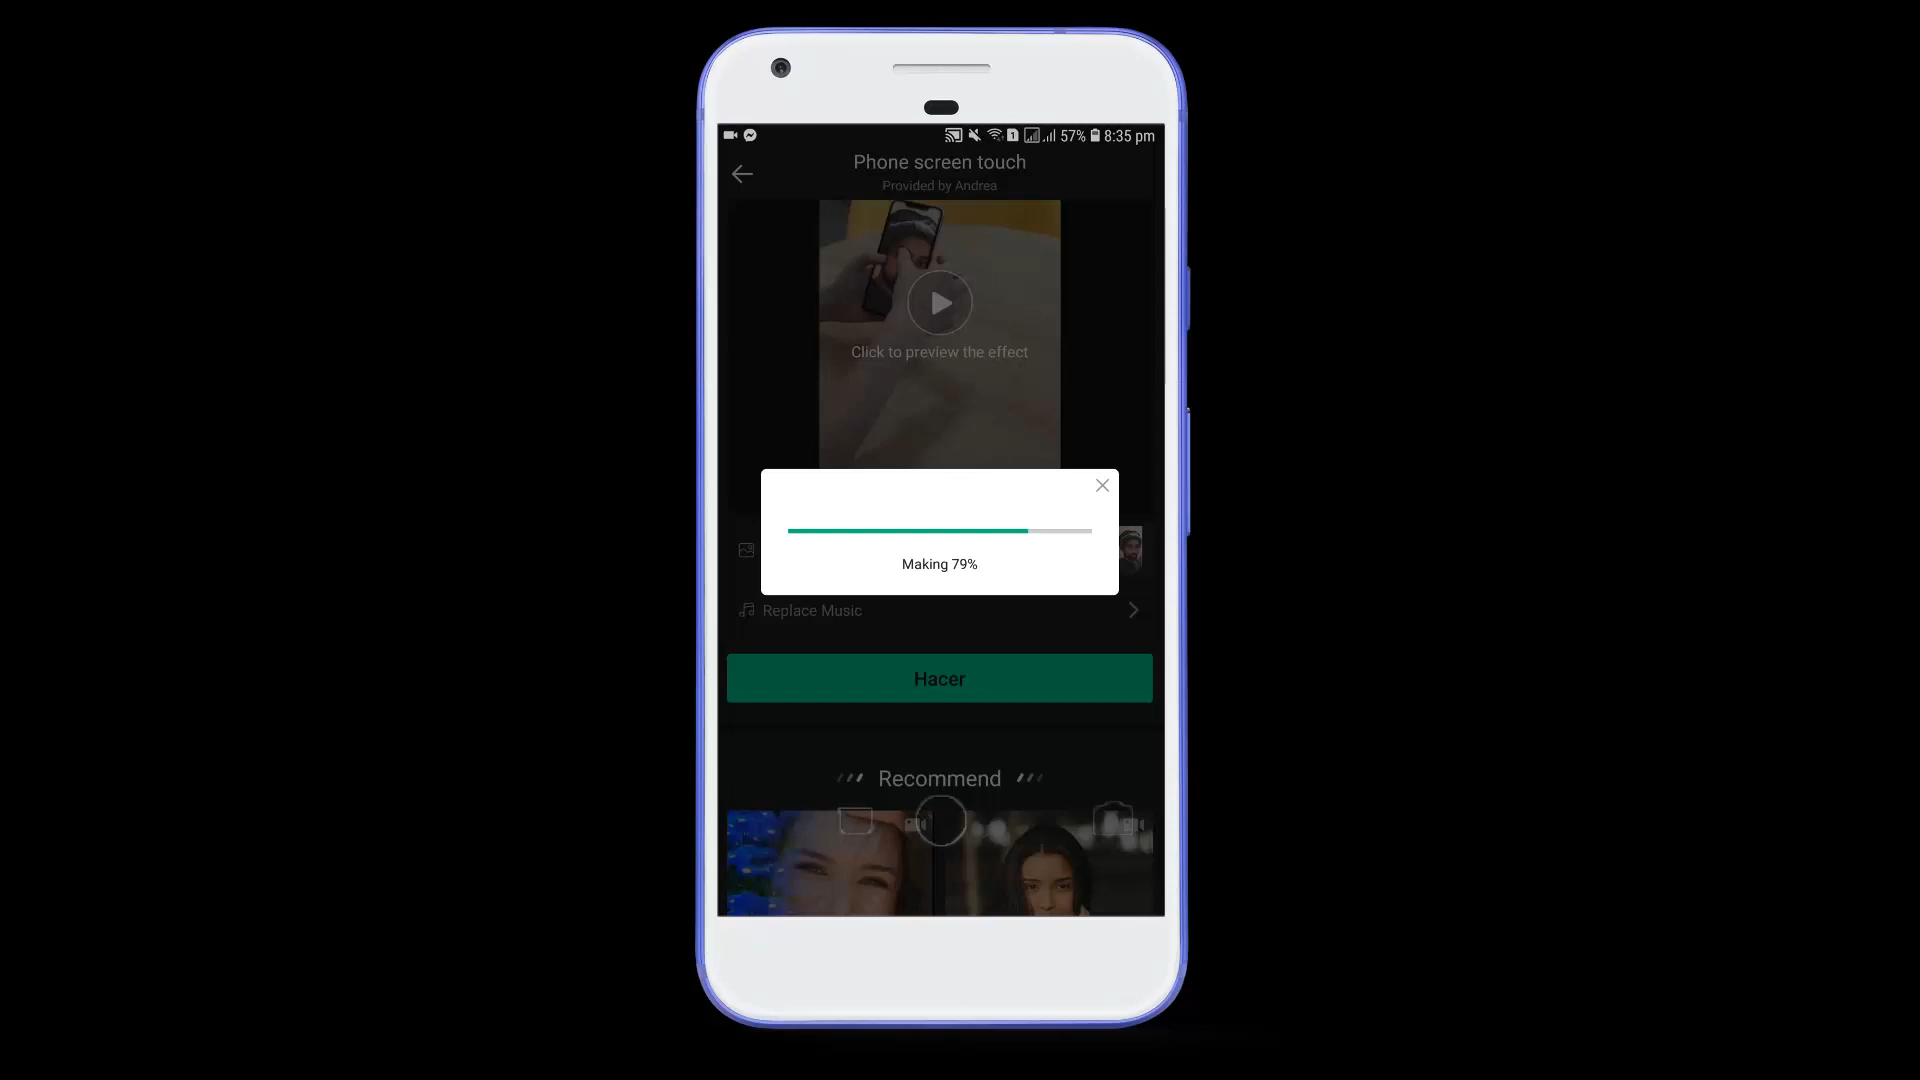 57% 8:35 pm
Phone screen touch
Provided by Andrea
Click to preview the effect
Making 79%
Replace Music
Hacer
Recommend